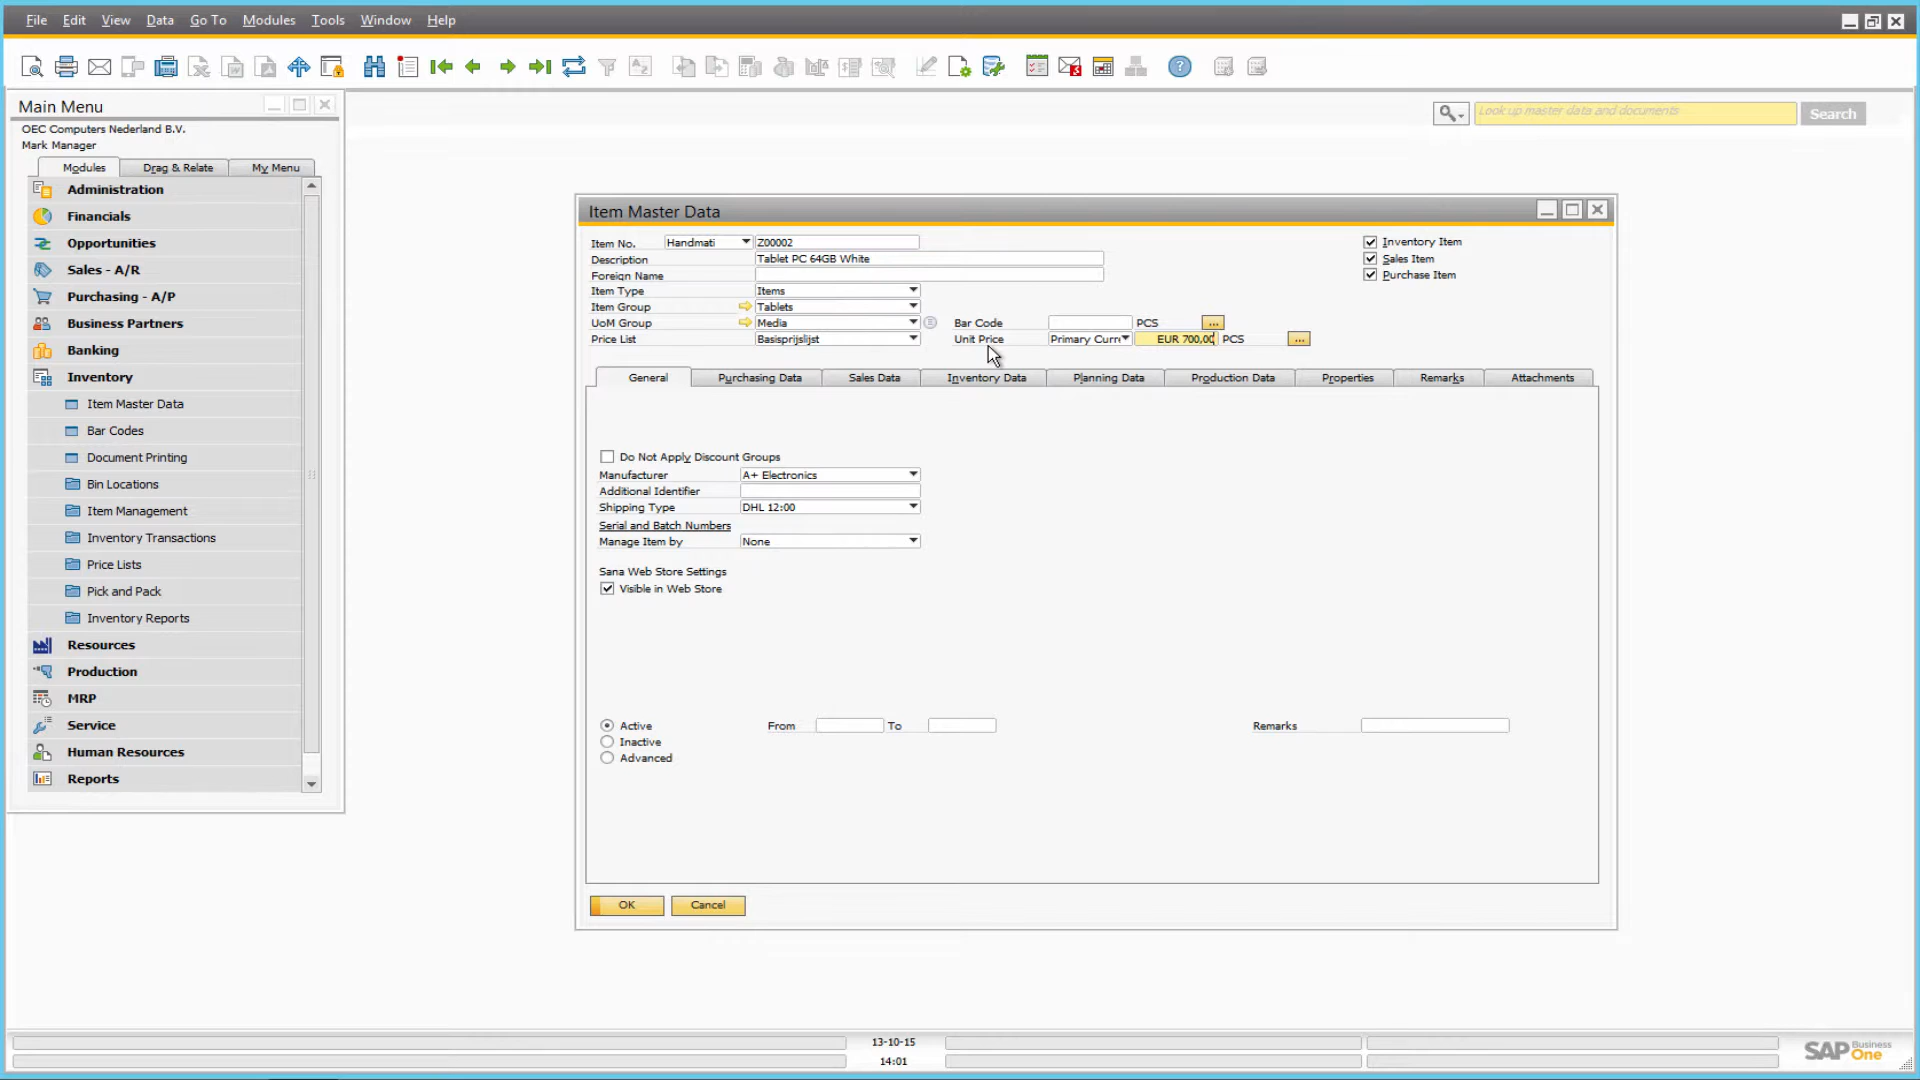 File Edit View Data Go To Modules Tools Window Help
Main Menu
OEC Computers Nederland B.V.
Mark Manager
Modules Drag & Relate My Menu
Administration
Financials
Opportunities
Sales - A/R
Purchasing - A/P
Business Partners
Banking
Inventory
Item Master Data
Bar Codes
Document Printing
Bin Locations
Item Management
Inventory Transactions
Price Lists
Pick and Pack
Inventory Reports
Resources
Production
MRP
Service
Human Resources
Reports
Look up master data and documents Search
Item Master Data
Item No. Handmati Z00002 Inventory Item
Description Tablet PC 64GB White Sales Item
Foreign Name Purchase Item
Item Type Items
Item Group Tablets
UoM Group Media Bar Code PCS ...
Price List Basisprijslijst Unit Price Primary Curr EUR 700,00 PCS ...
General Purchasing Data Sales Data Inventory Data Planning Data Production Data Properties Remarks Attachments
Do Not Apply Discount Groups
Manufacturer A+ Electronics
Additional Identifier
Shipping Type DHL 12:00
Serial and Batch Numbers
Manage Item by None
Sana Web Store Settings
Visible in Web Store
Active From To Remarks
Inactive
Advanced
OK Cancel
13-10-15
14:01
SAP Business One